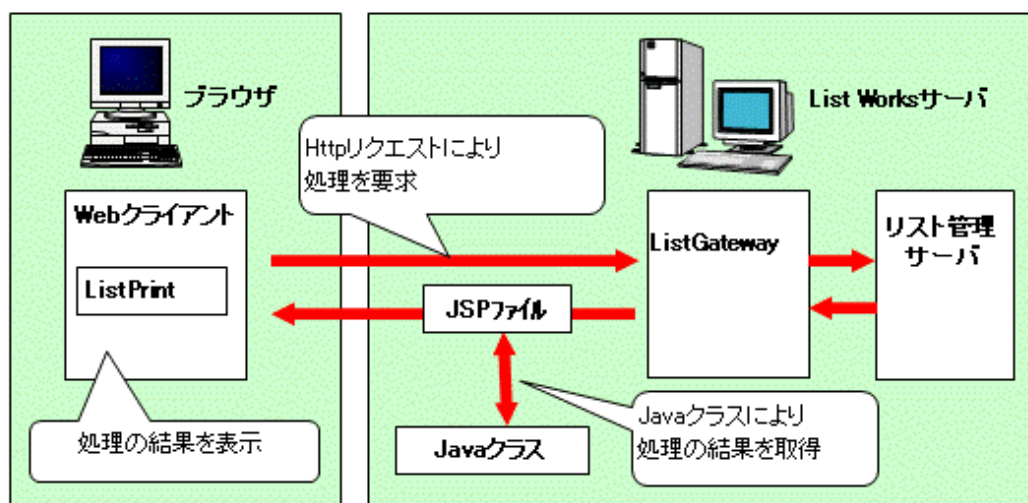 ブラウザ
List Worksサーバ
Httpリクエストにより
処理を要求
Webクライアント
ListPrint
ListGateway
リスト管理
サーバ
JSPファイル
処理の結果を表示
Javaクラス
Javaクラスにより
処理の結果を取得